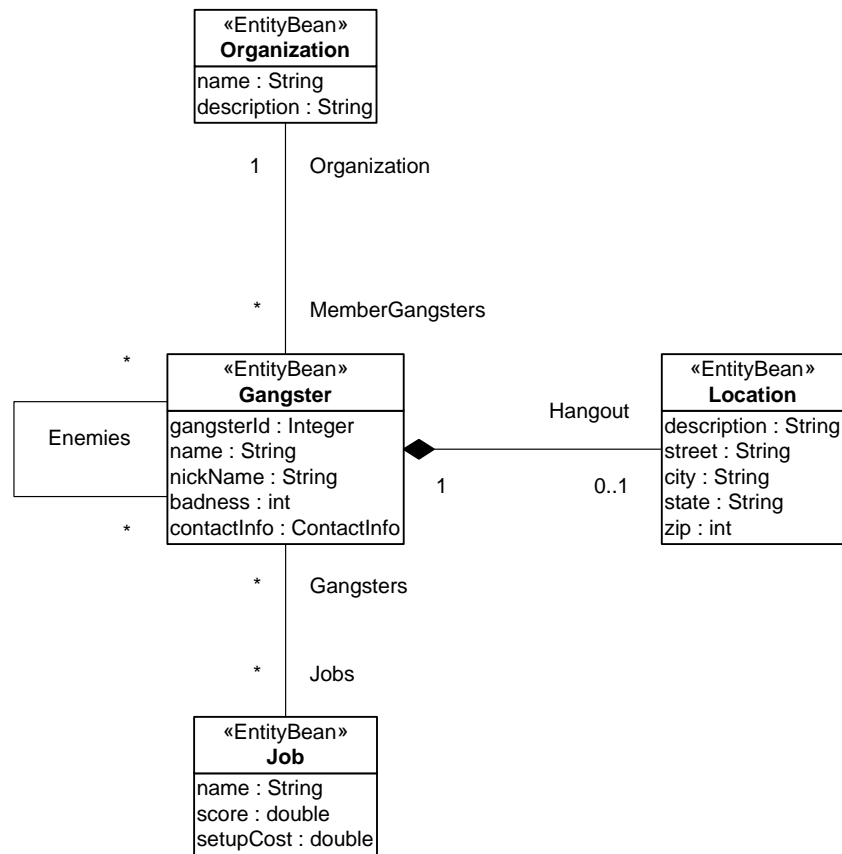 «EntityBean»
Organization
name : String
description : String
1 Organization
* MemberGangsters
*
«EntityBean»
Gangster
gangsterId : Integer
name : String
nickName : String
badness : int
contactInfo : ContactInfo
Enemies
*
Hangout
1 0..1
«EntityBean»
Location
description : String
street : String
city : String
state : String
zip : int
* Gangsters
* Jobs
«EntityBean»
Job
name : String
score : double
setupCost : double